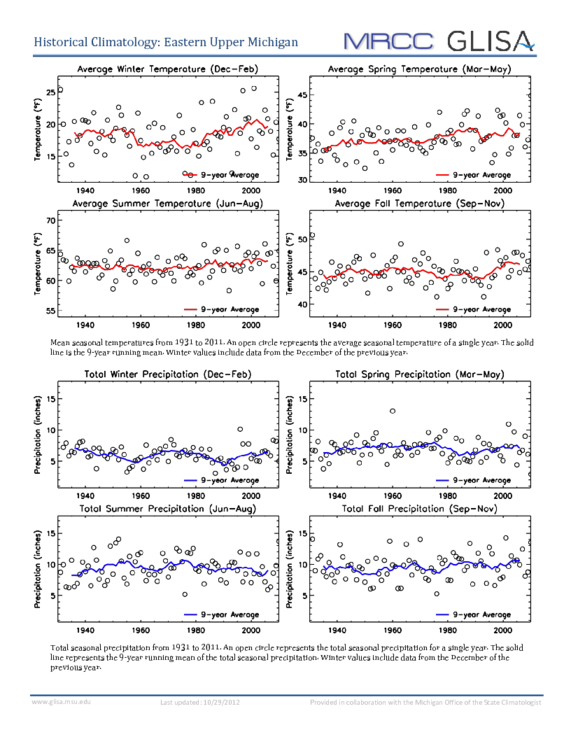 Historical Climatology: Eastern Upper Michigan
MRCC GLISA
Average Winter Temperature (Dec-Feb)
Temperature (°F)
25
20
15
9-year Average
1940 1960 1980 2000
Average Spring Temperature (Mar-May)
Temperature (°F)
45
40
35
30
9-year Average
1940 1960 1980 2000
Average Summer Temperature (Jun-Aug)
Temperature (°F)
70
65
60
55
9-year Average
1940 1960 1980 2000
Average Fall Temperature (Sep-Nov)
Temperature (°F)
50
45
40
9-year Average
1940 1960 1980 2000
Mean seasonal temperatures from 1931 to 2011. An open circle represents the average seasonal temperature of a single year. The solid
line is the 9-year running mean. Winter values include data from the December of the previous year.
Total Winter Precipitation (Dec-Feb)
Precipitation (inches)
15
10
5
9-year Average
1940 1960 1980 2000
Total Spring Precipitation (Mar-May)
Precipitation (inches)
15
10
5
9-year Average
1940 1960 1980 2000
Total Summer Precipitation (Jun-Aug)
Precipitation (inches)
15
10
5
9-year Average
1940 1960 1980 2000
Total Fall Precipitation (Sep-Nov)
Precipitation (inches)
15
10
5
9-year Average
1940 1960 1980 2000
Total seasonal precipitation from 1931 to 2011. An open circle represents the total seasonal precipitation for a single year. The solid
line represents the 9-year running mean of the total seasonal precipitation. Winter values include data from the December of the
previous year.
www.glisa.msu.edu Last updated: 10/29/2012 Provided in collaboration with the Michigan Office of the State Climatologist